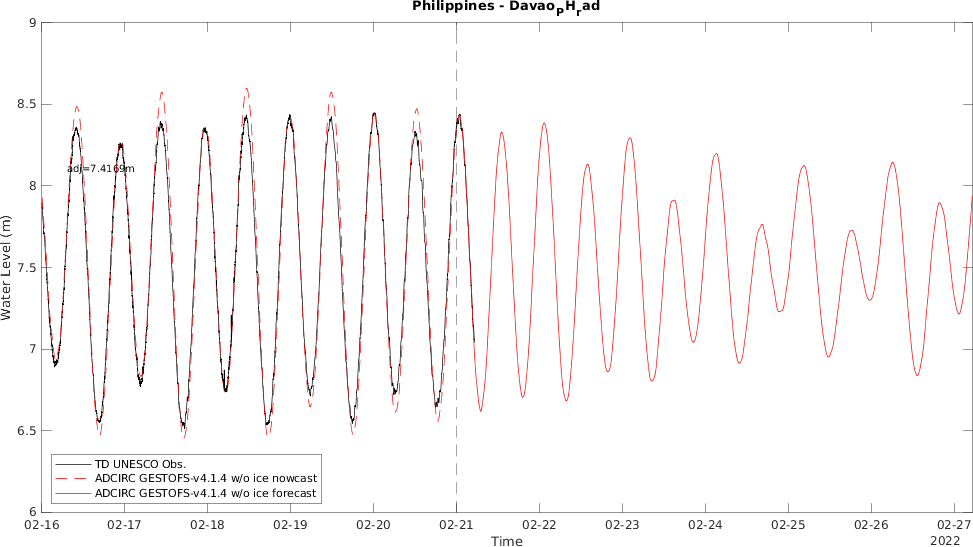 Philippines - Davao_PH_rad
9
8.5
8
7.5
7
6.5
6
Water Level (m)
adj=7.4169m
TD UNESCO Obs.
ADCIRC GESTOFS-v4.1.4 w/o ice nowcast
ADCIRC GESTOFS-v4.1.4 w/o ice forecast
02-16 02-17 02-18 02-19 02-20 02-21 02-22 02-23 02-24 02-25 02-26 02-27
Time 2022